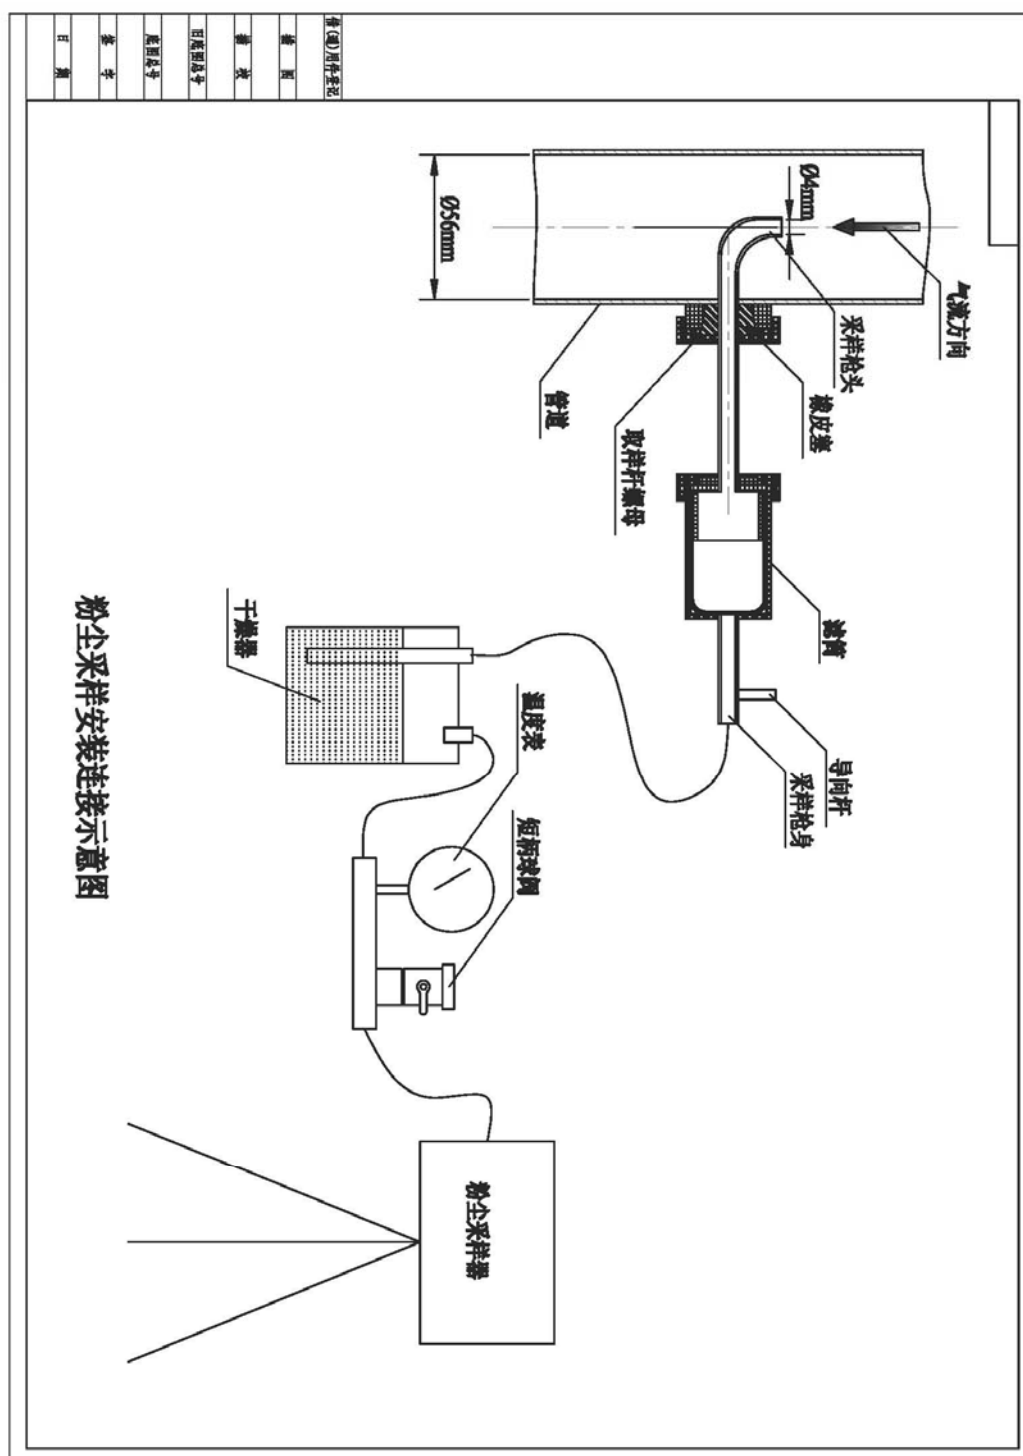 借(通)用件登记
描 图
描 校
旧底图总号
底图总号
签 字
日 期
气流方向
Ø4mm
Ø56mm
采样枪头
橡皮塞
管道
取样杆螺母
滤筒
导向杆
采样枪身
干燥器
温度表
短柄球阀
粉尘采样器
粉尘采样安装连接示意图